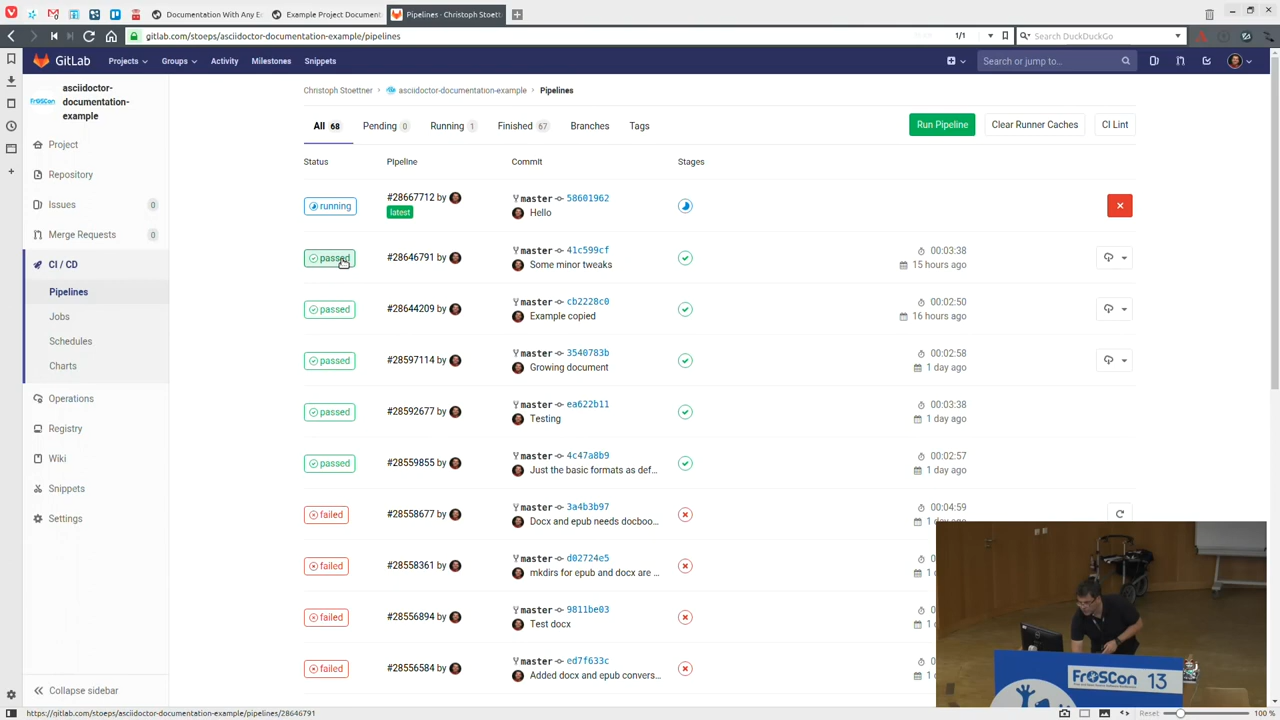 Documentation With Any E
Example Project Document
Pipelines · Christoph Stoett
gitlab.com/stoeps/asciidoctor-documentation-example/pipelines
1/1
Search DuckDuckGo
GitLab
Projects
Groups
Activity
Milestones
Snippets
Search or jump to...
asciidoctor-
documentation-
example
FrOSCon
Project
Repository
Issues 0
Merge Requests 0
CI / CD
Pipelines
Jobs
Schedules
Charts
Operations
Registry
Wiki
Snippets
Settings
Collapse sidebar
Christoph Stoettner › asciidoctor-documentation-example › Pipelines
All 68
Pending 0
Running 1
Finished 67
Branches
Tags
Run Pipeline
Clear Runner Caches
CI Lint
Status Pipeline Commit Stages
running #28667712 by master 58601962
latest Hello
passed #28646791 by master 41c599cf 00:03:38
Some minor tweaks 15 hours ago
passed #28644209 by master cb2228c0 00:02:50
Example copied 16 hours ago
passed #28597114 by master 3540783b 00:02:58
Growing document 1 day ago
passed #28592677 by master ea622b11 00:03:38
Testing 1 day ago
passed #28559855 by master 4c47a8b9 00:02:57
Just the basic formats as def... 1 day ago
failed #28558677 by master 3a4b3b97 00:04:59
Docx and epub needs docboo...
failed #28558361 by master d02724e5
mkdirs for epub and docx are ...
failed #28556894 by master 9811be03
Test docx
failed #28556584 by master ed7f633c
Added docx and epub convers...
FrOSCon 13
https://gitlab.com/stoeps/asciidoctor-documentation-example/pipelines/28646791
Reset
100 %